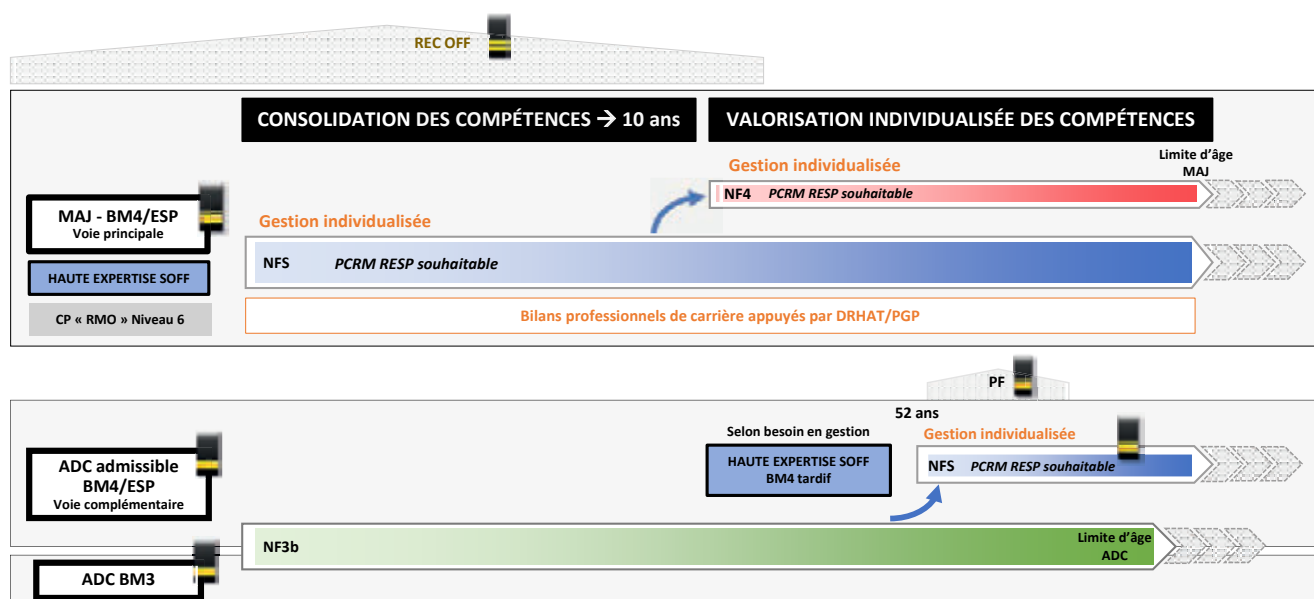 REC OFF
CONSOLIDATION DES COMPÉTENCES → 10 ans
VALORISATION INDIVIDUALISÉE DES COMPÉTENCES
Gestion individualisée
Limite d’âge
MAJ
NF4 PCRM RESP souhaitable
MAJ - BM4/ESP
Voie principale
Gestion individualisée
NFS PCRM RESP souhaitable
HAUTE EXPERTISE SOFF
CP « RMO » Niveau 6
Bilans professionnels de carrière appuyés par DRHAT/PGP
PF
52 ans
Selon besoin en gestion
Gestion individualisée
HAUTE EXPERTISE SOFF
BM4 tardif
NFS PCRM RESP souhaitable
ADC admissible
BM4/ESP
Voie complémentaire
NF3b
Limite d’âge
ADC
ADC BM3